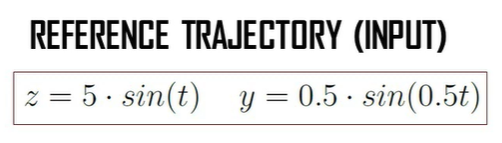 REFERENCE TRAJECTORY (INPUT)
z = 5 · sin(t)    y = 0.5 · sin(0.5t)